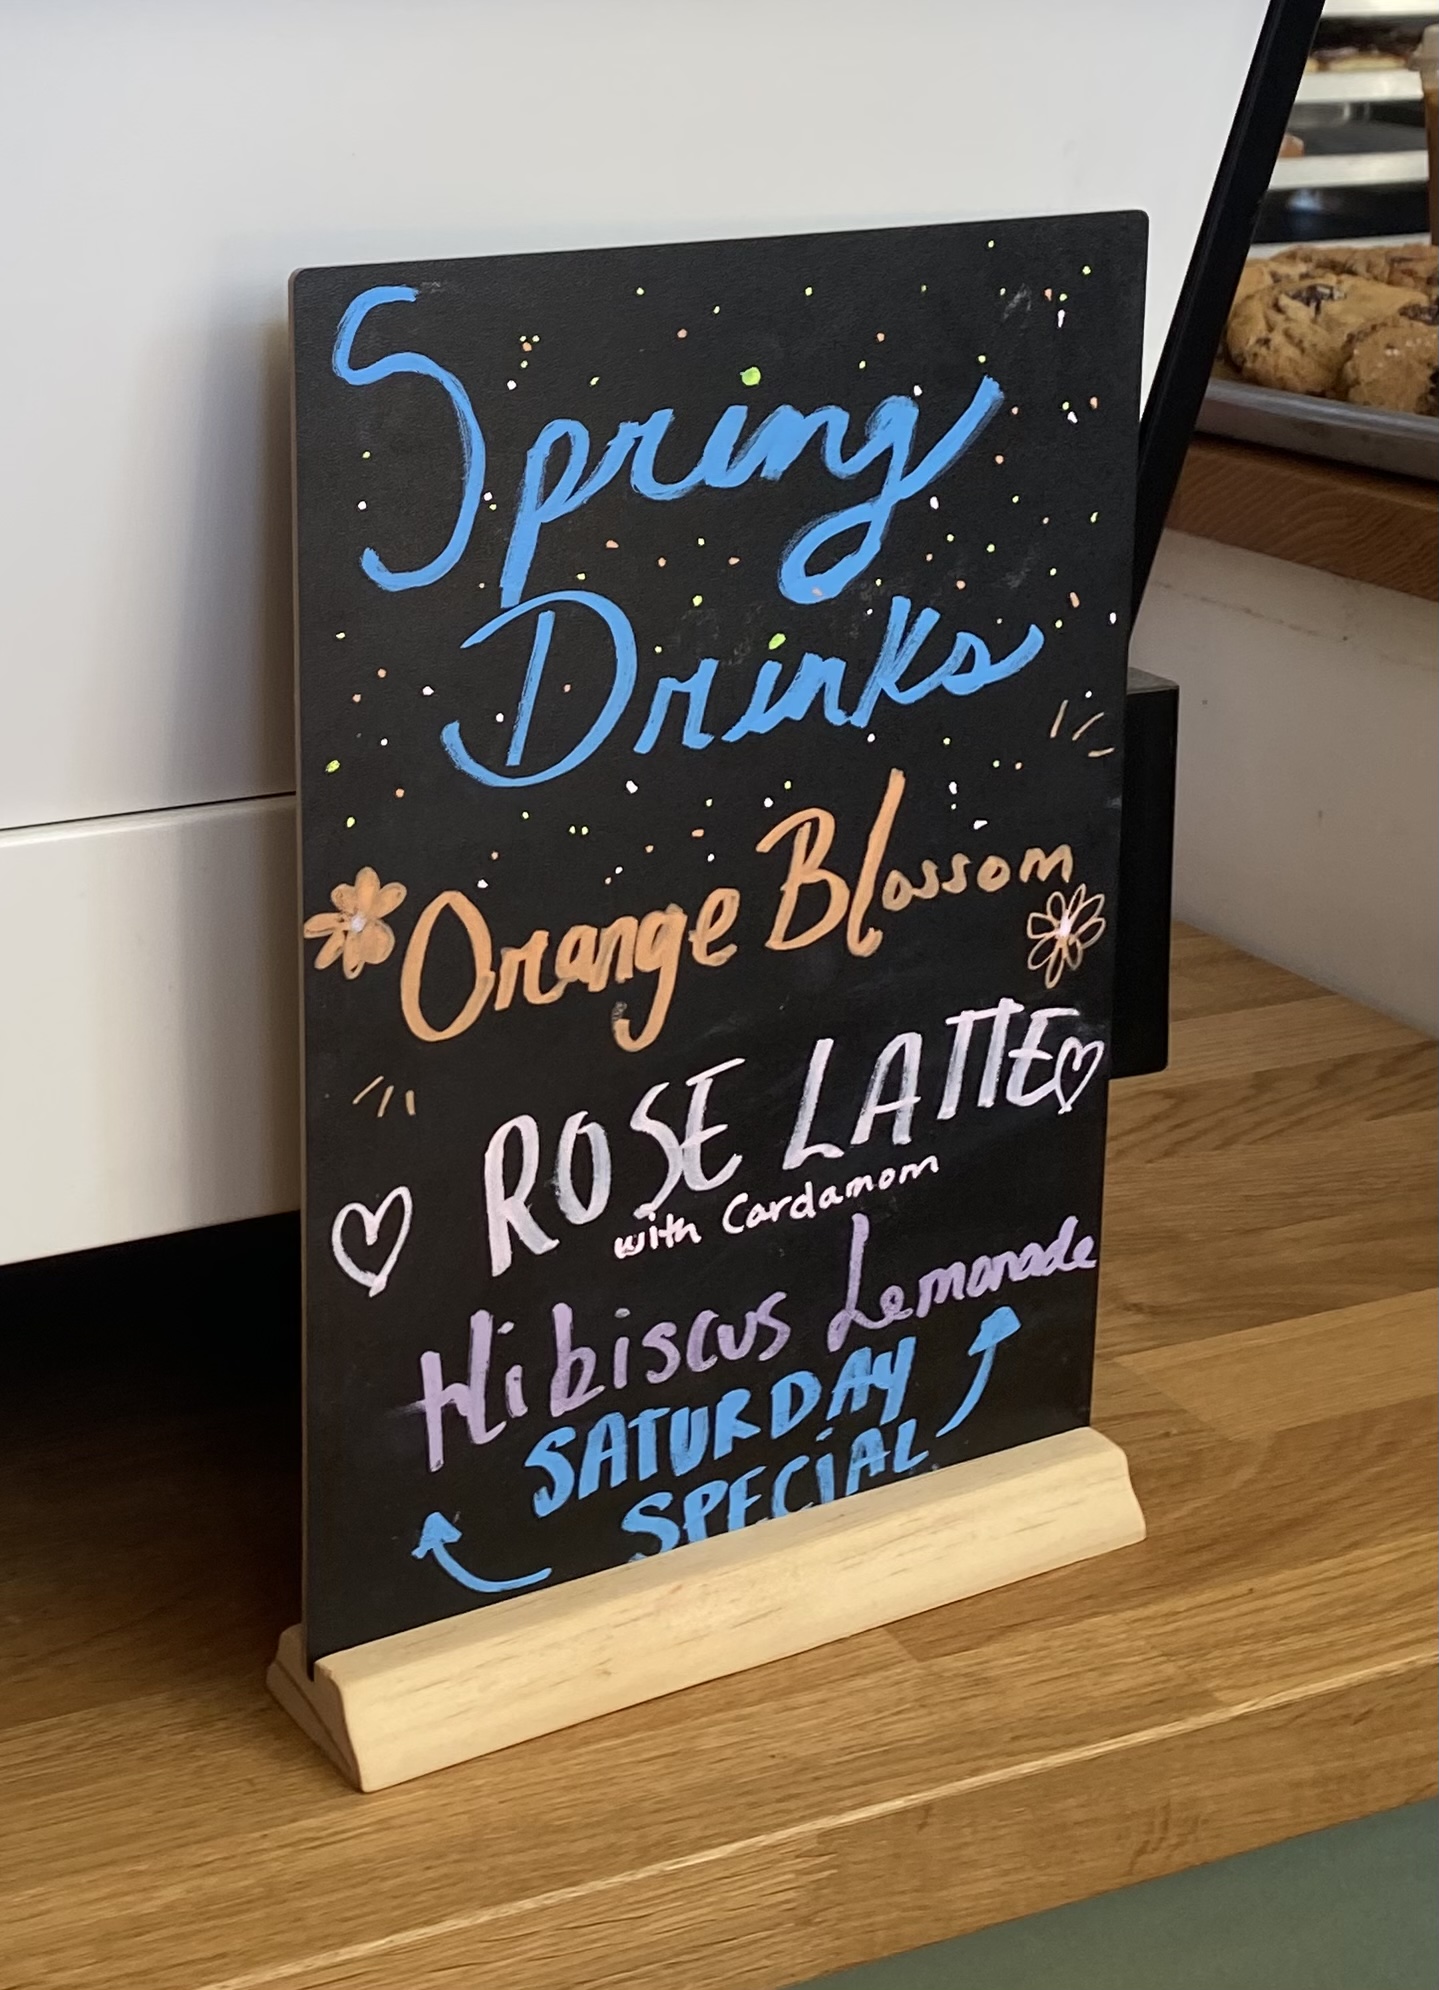 Spring
Drinks
Orange Blossom
ROSE LATTE
with Cardamom
Hibiscus Lemonade
SATURDAY
SPECiAL